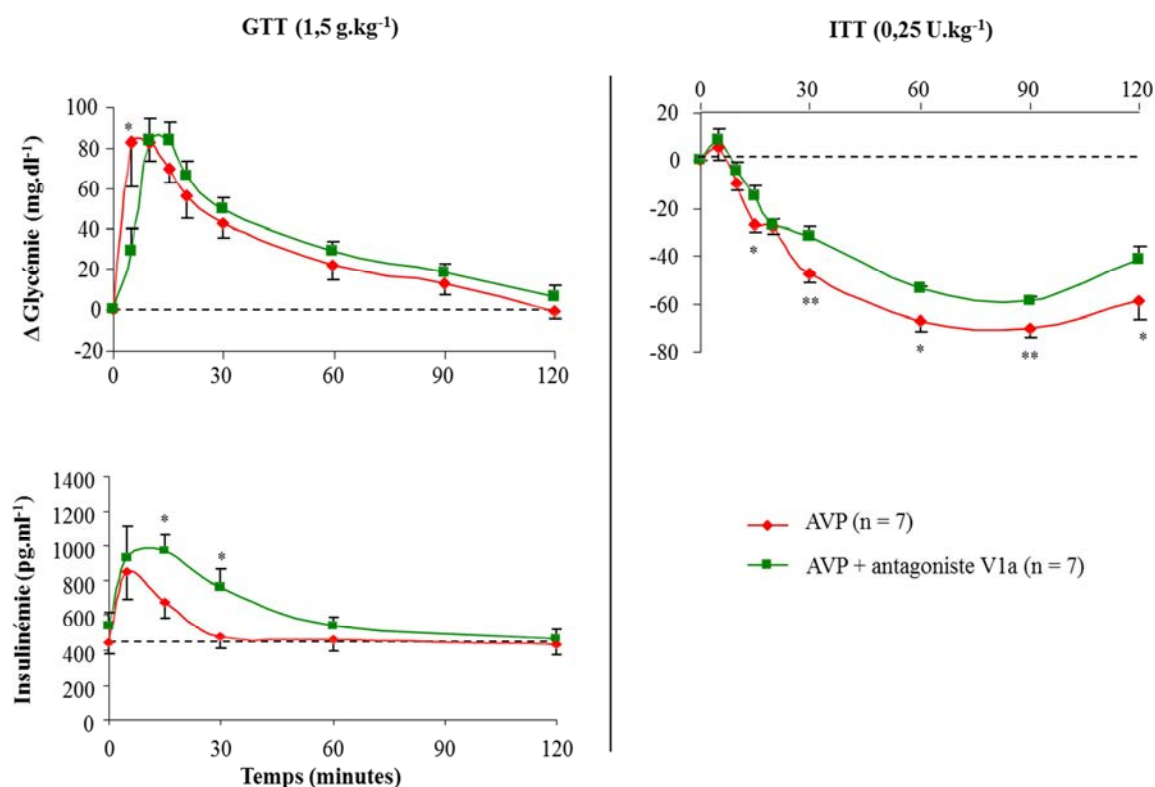 GTT (1,5 g.kg⁻¹)
ITT (0,25 U.kg⁻¹)
Δ Glycémie (mg.dl⁻¹)
100
80
60
40
20
0
-20
*
0 30 60 90 120
0 30 60 90 120
20
0
-20
-40
-60
-80
*
**
*
**
*
Insulinémie (pg.ml⁻¹)
1400
1200
1000
800
600
400
200
0
*
*
0 30 60 90 120
Temps (minutes)
AVP (n = 7)
AVP + antagoniste V1a (n = 7)